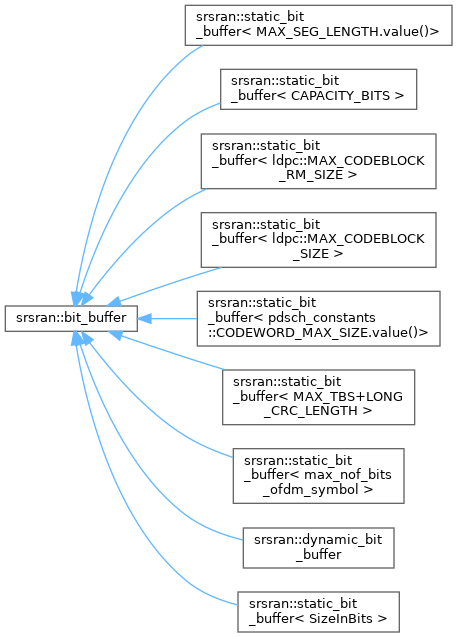 srsran::static_bit
_buffer< MAX_SEG_LENGTH.value()>
srsran::static_bit
_buffer< CAPACITY_BITS >
srsran::static_bit
_buffer< ldpc::MAX_CODEBLOCK
_RM_SIZE >
srsran::static_bit
_buffer< ldpc::MAX_CODEBLOCK
_SIZE >
srsran::bit_buffer
srsran::static_bit
_buffer< pdsch_constants
::CODEWORD_MAX_SIZE.value()>
srsran::static_bit
_buffer< MAX_TBS+LONG
_CRC_LENGTH >
srsran::static_bit
_buffer< max_nof_bits
_ofdm_symbol >
srsran::dynamic_bit
_buffer
srsran::static_bit
_buffer< SizeInBits >